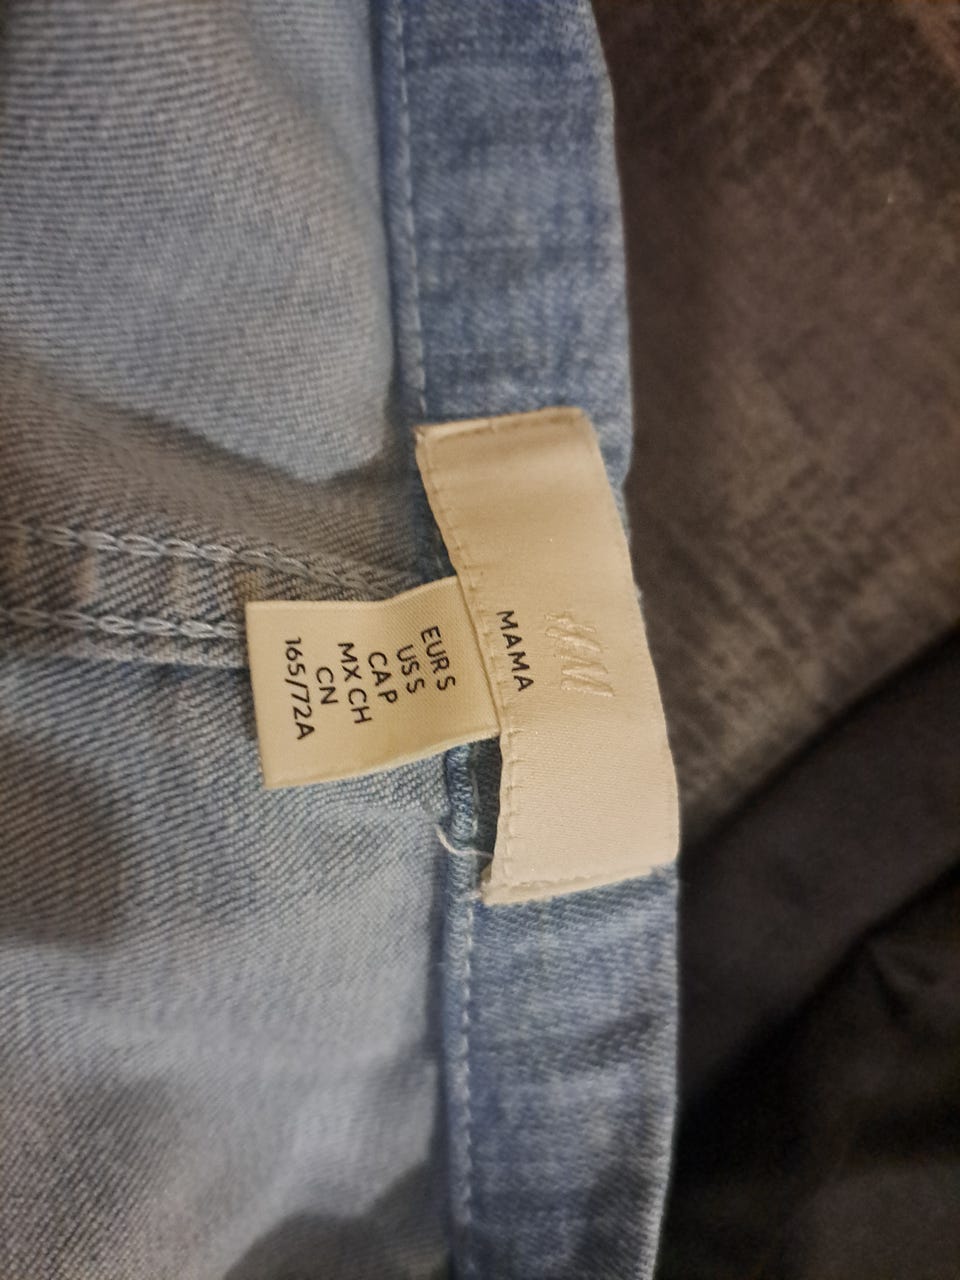 H&M
MAMA
EUR S
US S
CA P
MX CH
CN
165/72A